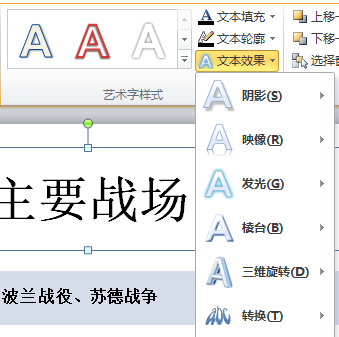 文本填充
文本轮廓
文本效果
上移一
下移一
选择
艺术字样式
阴影(S)
映像(R)
发光(G)
棱台(B)
三维旋转(D)
转换(T)
abc
主要战场
波兰战役、苏德战争